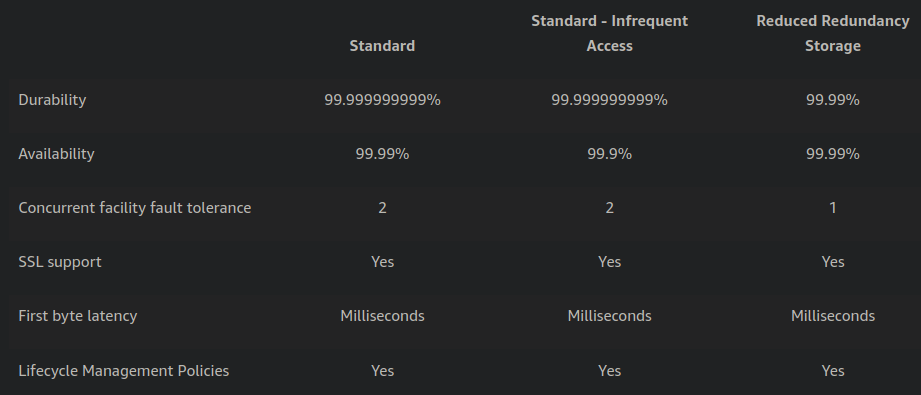 Standard
Standard - Infrequent Access
Reduced Redundancy Storage
Durability 99.999999999% 99.999999999% 99.99%
Availability 99.99% 99.9% 99.99%
Concurrent facility fault tolerance 2 2 1
SSL support Yes Yes Yes
First byte latency Milliseconds Milliseconds Milliseconds
Lifecycle Management Policies Yes Yes Yes